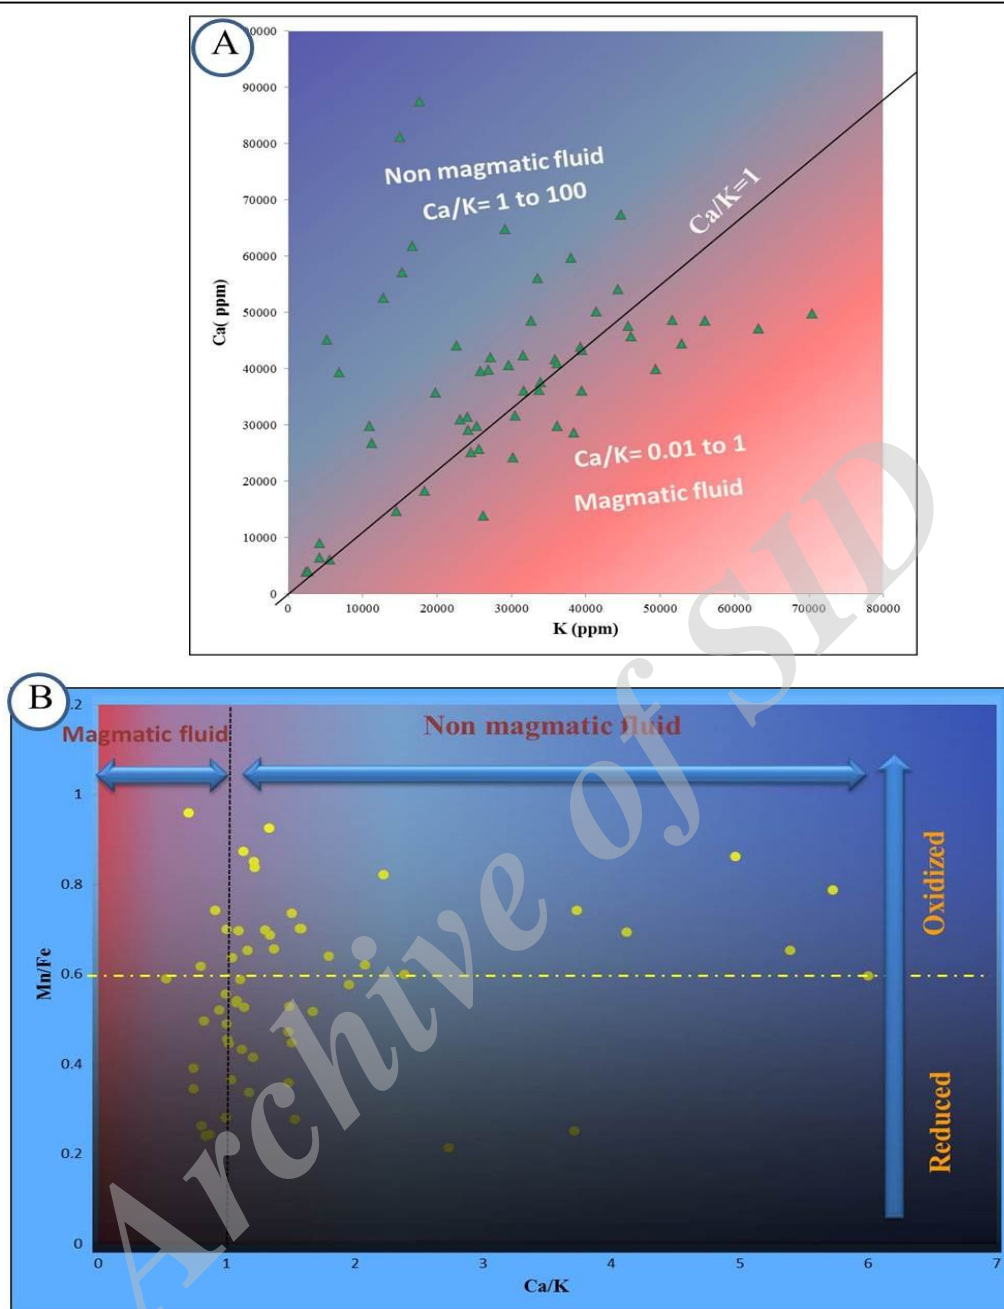 A
00000
90000
80000
70000
60000
50000
40000
30000
20000
10000
0
Ca( ppm)
Non magmatic fluid
Ca/K= 1 to 100
Ca/K=1
Ca/K= 0.01 to 1
Magmatic fluid
0 10000 20000 30000 40000 50000 60000 70000 80000
K (ppm)
B
.2
Magmatic fluid
Non magmatic fluid
1
0.8
0.6
0.4
0.2
0
Mn/Fe
Oxidized
Reduced
0 1 2 3 4 5 6 7
Ca/K
Archive of SID